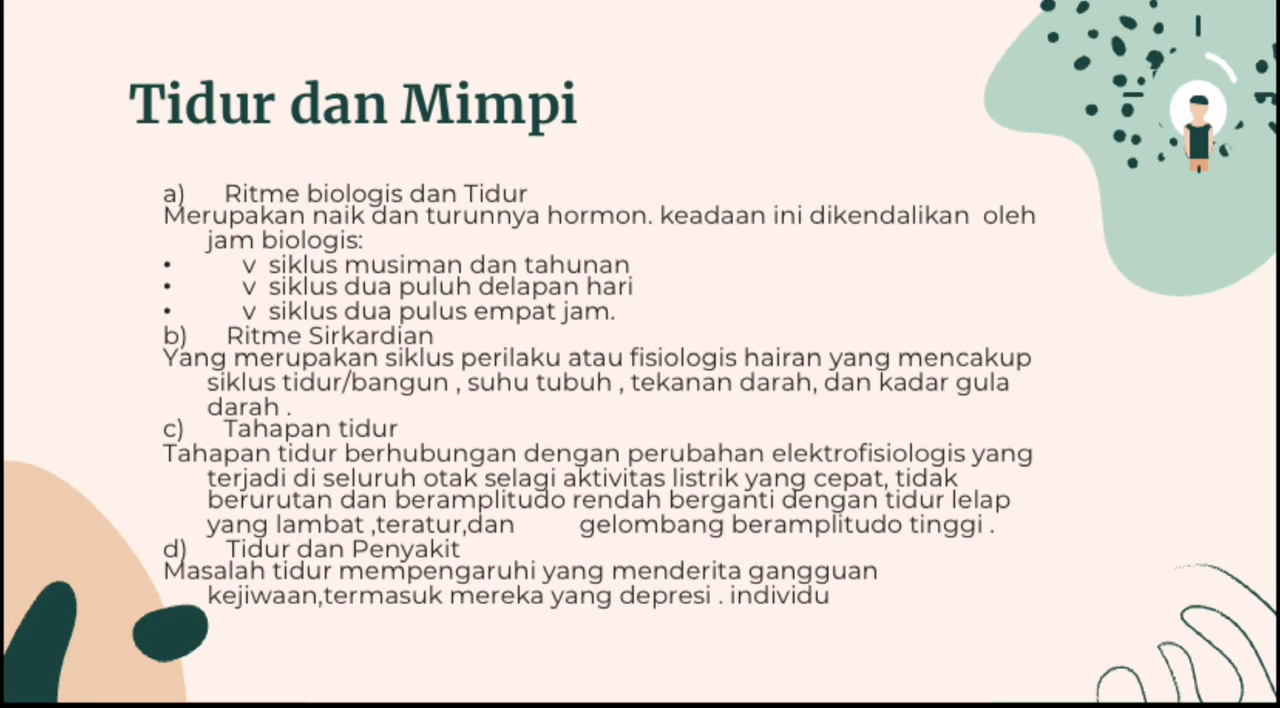 Tidur dan Mimpi
a) Ritme biologis dan Tidur
Merupakan naik dan turunnya hormon. keadaan ini dikendalikan oleh
jam biologis:
• v siklus musiman dan tahunan
• v siklus dua puluh delapan hari
• v siklus dua pulus empat jam.
b) Ritme Sirkardian
Yang merupakan siklus perilaku atau fisiologis hairan yang mencakup
siklus tidur/bangun , suhu tubuh , tekanan darah, dan kadar gula
darah .
c) Tahapan tidur
Tahapan tidur berhubungan dengan perubahan elektrofisiologis yang
terjadi di seluruh otak selagi aktivitas listrik yang cepat, tidak
berurutan dan beramplitudo rendah berganti dengan tidur lelap
yang lambat ,teratur,dan gelombang beramplitudo tinggi .
d) Tidur dan Penyakit
Masalah tidur mempengaruhi yang menderita gangguan
kejiwaan,termasuk mereka yang depresi . individu